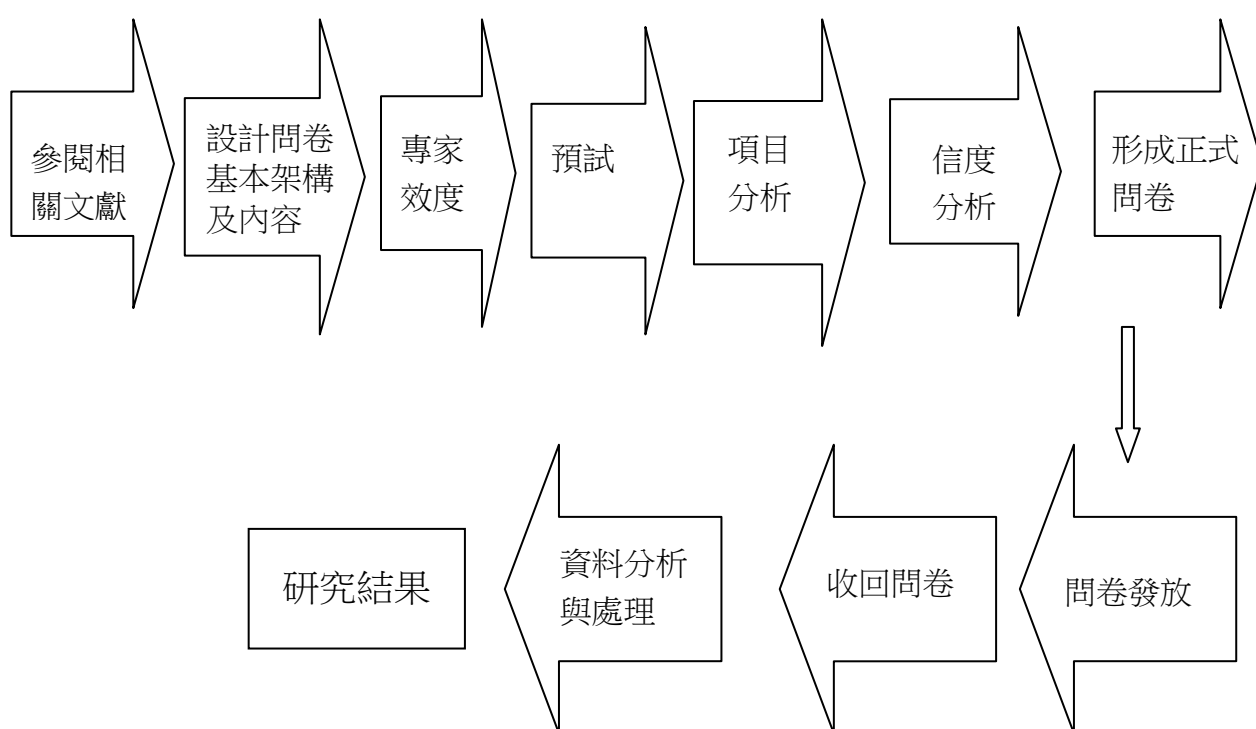 參閱相
關文獻
設計問卷
基本架構
及內容
專家
效度
預試
項目
分析
信度
分析
形成正式
問卷
問卷發放
收回問卷
資料分析
與處理
研究結果